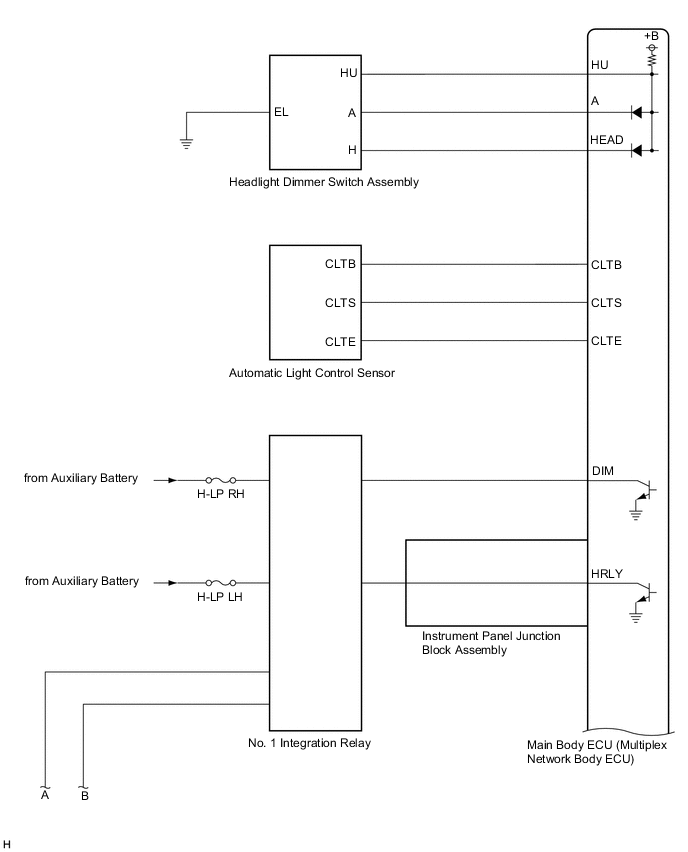 +B
HU
HU
A
EL
A
H
HEAD
Headlight Dimmer Switch Assembly
CLTB
CLTB
CLTS
CLTS
CLTE
CLTE
Automatic Light Control Sensor
from Auxiliary Battery
H-LP RH
DIM
from Auxiliary Battery
H-LP LH
HRLY
Instrument Panel Junction
Block Assembly
No. 1 Integration Relay
Main Body ECU (Multiplex
Network Body ECU)
A
B
H